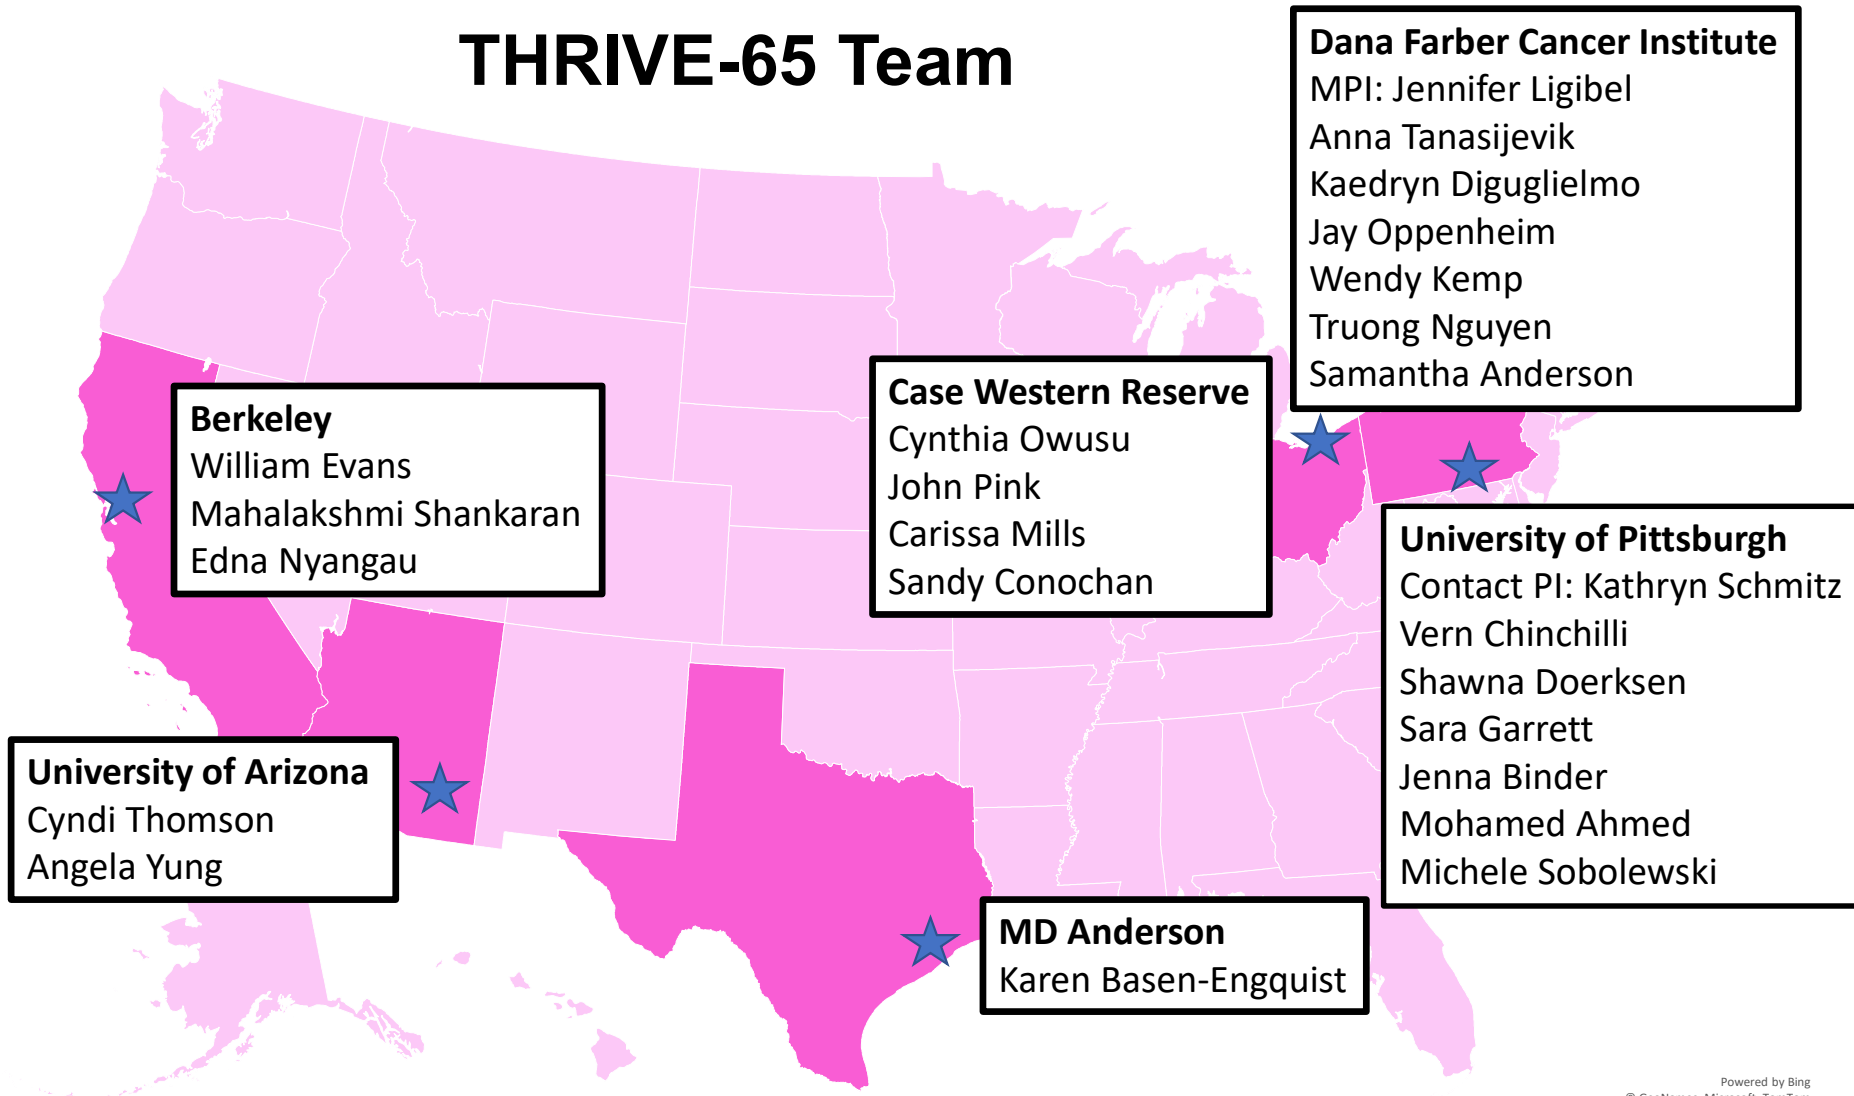 THRIVE-65 Team
Dana Farber Cancer Institute
MPI: Jennifer Ligibel
Anna Tanasijevik
Kaedryn Diguglielmo
Jay Oppenheim
Wendy Kemp
Truong Nguyen
Samantha Anderson
Berkeley
William Evans
Mahalakshmi Shankaran
Edna Nyangau
Case Western Reserve
Cynthia Owusu
John Pink
Carissa Mills
Sandy Conochan
University of Pittsburgh
Contact PI: Kathryn Schmitz
Vern Chinchilli
Shawna Doerksen
Sara Garrett
Jenna Binder
Mohamed Ahmed
Michele Sobolewski
University of Arizona
Cyndi Thomson
Angela Yung
MD Anderson
Karen Basen-Engquist
Powered by Bing
© GeoNames, Microsoft, TomTom